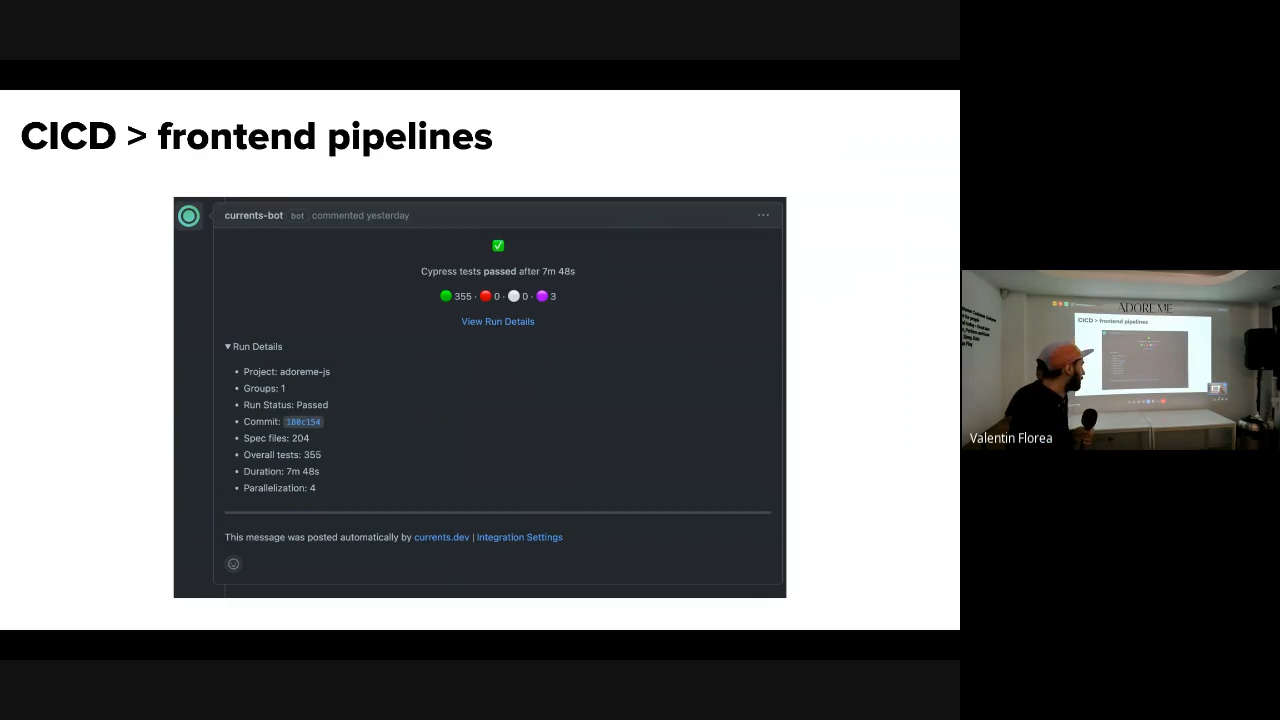 CICD > frontend pipelines
currents-bot bot commented yesterday
Cypress tests passed after 7m 48s
355 · 0 · 0 · 3
View Run Details
Run Details
Project: adoreme-js
Groups: 1
Run Status: Passed
Commit: 180c154
Spec files: 204
Overall tests: 355
Duration: 7m 48s
Parallelization: 4
This message was posted automatically by currents.dev | Integration Settings
ADORE ME
CICD > frontend pipelines
Valentin Florea